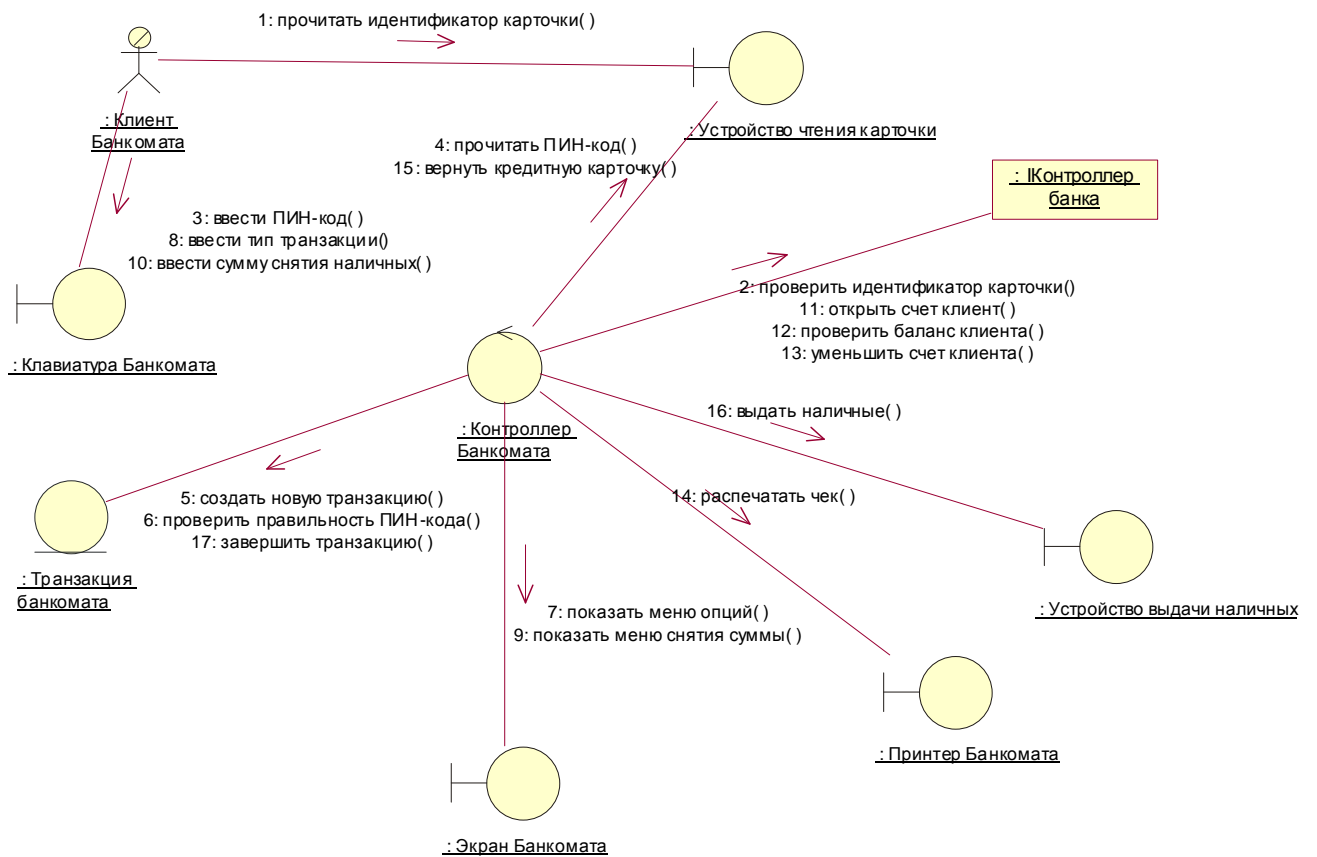 1: прочитать идентификатор карточки( )
: Клиент
Банкомата
: Устройство чтения карточки
4: прочитать ПИН-код( )
15: вернуть кредитную карточку( )
: IКонтроллер
банка
3: ввести ПИН-код( )
8: ввести тип транзакции()
10: ввести сумму снятия наличных( )
2: проверить идентификатор карточки()
11: открыть счет клиент( )
12: проверить баланс клиента( )
13: уменьшить счет клиента( )
: Клавиатура Банкомата
16: выдать наличные( )
: Контроллер
Банкомата
5: создать новую транзакцию( )
6: проверить правильность ПИН-кода( )
17: завершить транзакцию( )
14: распечатать чек( )
: Транзакция
банкомата
: Устройство выдачи наличных
7: показать меню опций( )
9: показать меню снятия суммы( )
: Принтер Банкомата
: Экран Банкомата